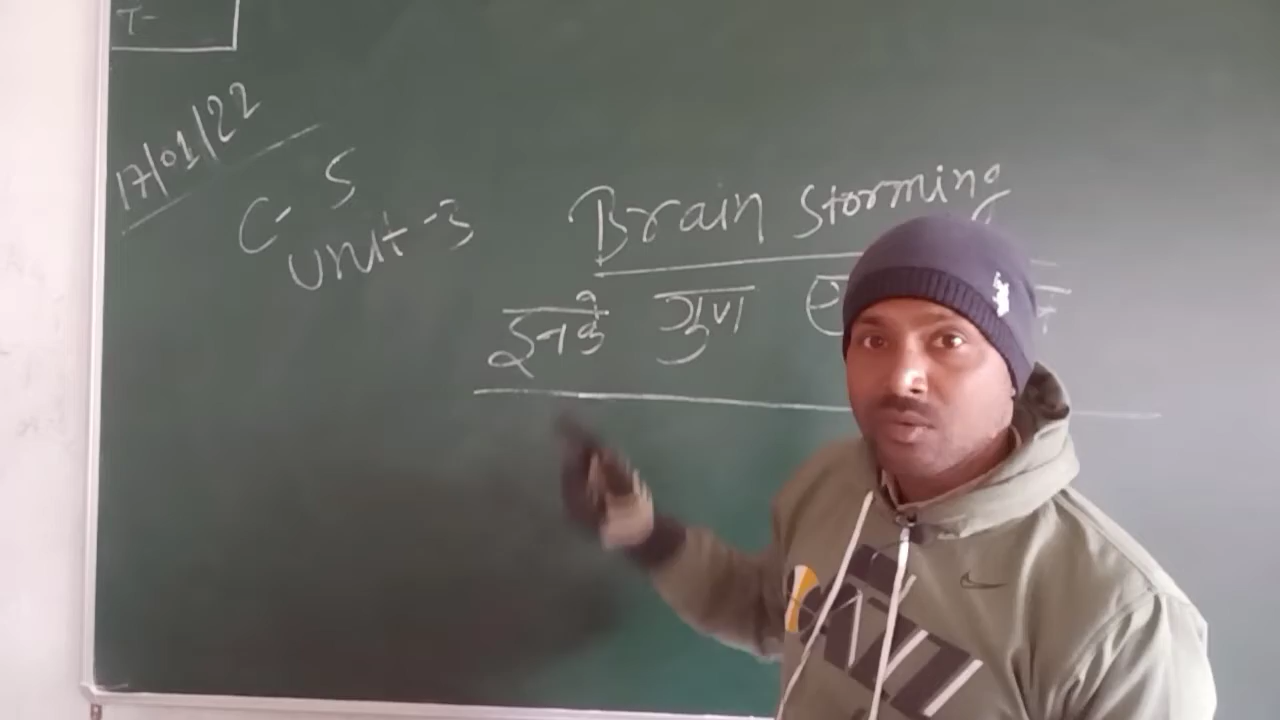 T-
17/01/22
C- S
Unit-3
Brain Storming
इनके गुण